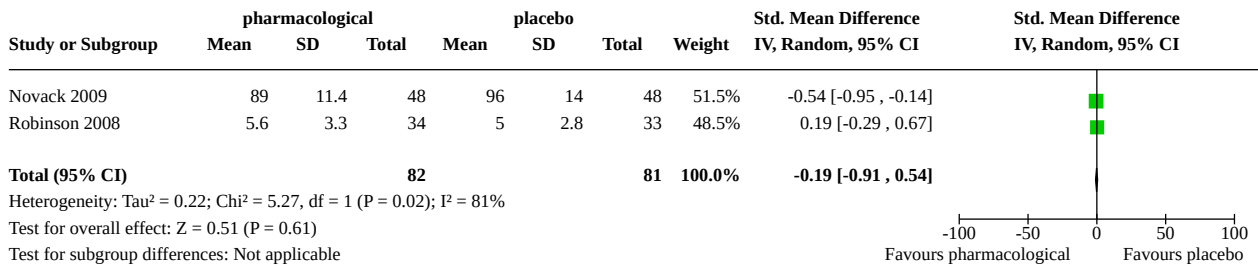 pharmacological placebo Std. Mean Difference Std. Mean Difference
Study or Subgroup Mean SD Total Mean SD Total Weight IV, Random, 95% CI IV, Random, 95% CI
Novack 2009 89 11.4 48 96 14 48 51.5% -0.54 [-0.95 , -0.14]
Robinson 2008 5.6 3.3 34 5 2.8 33 48.5% 0.19 [-0.29 , 0.67]
Total (95% CI) 82 81 100.0% -0.19 [-0.91 , 0.54]
Heterogeneity: Tau² = 0.22; Chi² = 5.27, df = 1 (P = 0.02); I² = 81%
Test for overall effect: Z = 0.51 (P = 0.61)
-100 -50 0 50 100
Test for subgroup differences: Not applicable Favours pharmacological Favours placebo